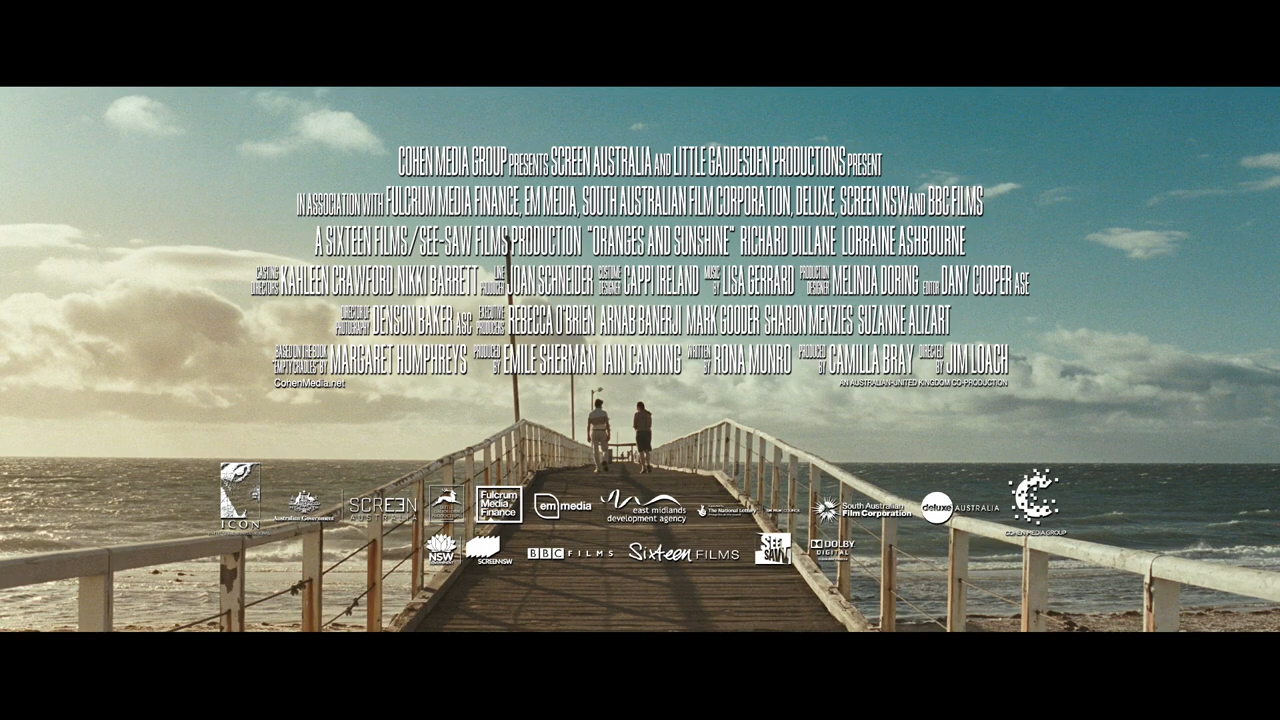 COHEN MEDIA GROUP PRESENTS SCREEN AUSTRALIA AND LITTLE GADDESDEN PRODUCTIONS PRESENT
IN ASSOCIATION WITH FULCRUM MEDIA FINANCE, EM MEDIA, SOUTH AUSTRALIAN FILM CORPORATION, DELUXE, SCREEN NSW AND BBC FILMS
A SIXTEEN FILMS/SEE-SAW FILMS PRODUCTION "ORANGES AND SUNSHINE" RICHARD DILLANE LORRAINE ASHBOURNE
CASTING DIRECTORS KAHLEEN CRAWFORD NIKKI BARRETT LINE PRODUCER JOAN SCHNEIDER COSTUME DESIGNER CAPPI IRELAND MUSIC BY LISA GERRARD PRODUCTION DESIGNER MELINDA DORING EDITOR DANY COOPER ASE
DIRECTOR OF PHOTOGRAPHY DENSON BAKER ASC EXECUTIVE PRODUCERS REBECCA O'BRIEN ARNAB BANERJI MARK GOODER SHARON MENZIES SUZANNE ALIZART
BASED ON THE BOOK "EMPTY CRADLES" BY MARGARET HUMPHREYS PRODUCED BY EMILE SHERMAN IAIN CANNING WRITTEN BY RONA MUNRO PRODUCED BY CAMILLA BRAY DIRECTED BY JIM LOACH
CohenMedia.net AN AUSTRALIAN-UNITED KINGDOM CO-PRODUCTION
ICON
Australian Government
SCREEN AUSTRALIA
Fulcrum Media Finance
em media
east midlands development agency
The National Lottery
South Australian Film Corporation
deluxe AUSTRALIA
COHEN MEDIA GROUP
NSW
SCREEN NSW
BBC FILMS
Sixteen FILMS
SEE SAW
DOLBY DIGITAL